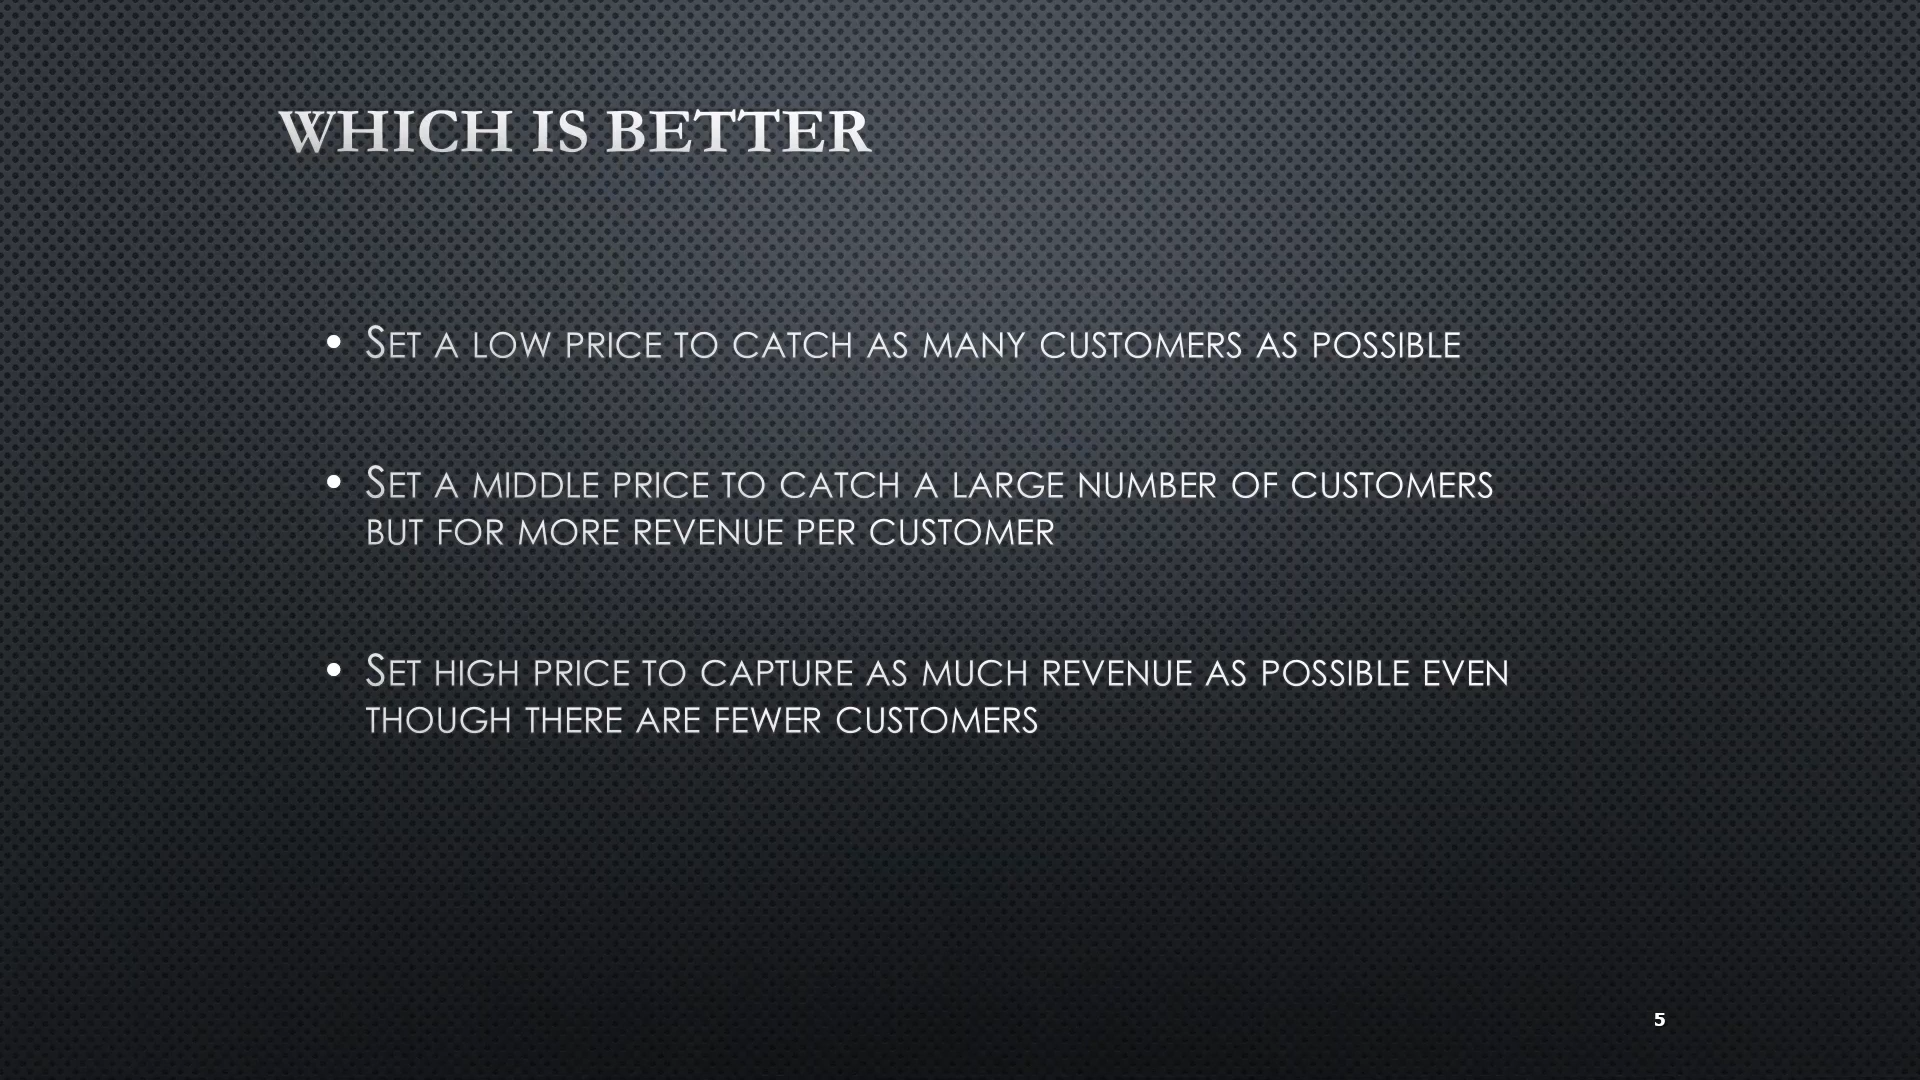 WHICH IS BETTER
• SET A LOW PRICE TO CATCH AS MANY CUSTOMERS AS POSSIBLE
• SET A MIDDLE PRICE TO CATCH A LARGE NUMBER OF CUSTOMERS
BUT FOR MORE REVENUE PER CUSTOMER
• SET HIGH PRICE TO CAPTURE AS MUCH REVENUE AS POSSIBLE EVEN
THOUGH THERE ARE FEWER CUSTOMERS
5